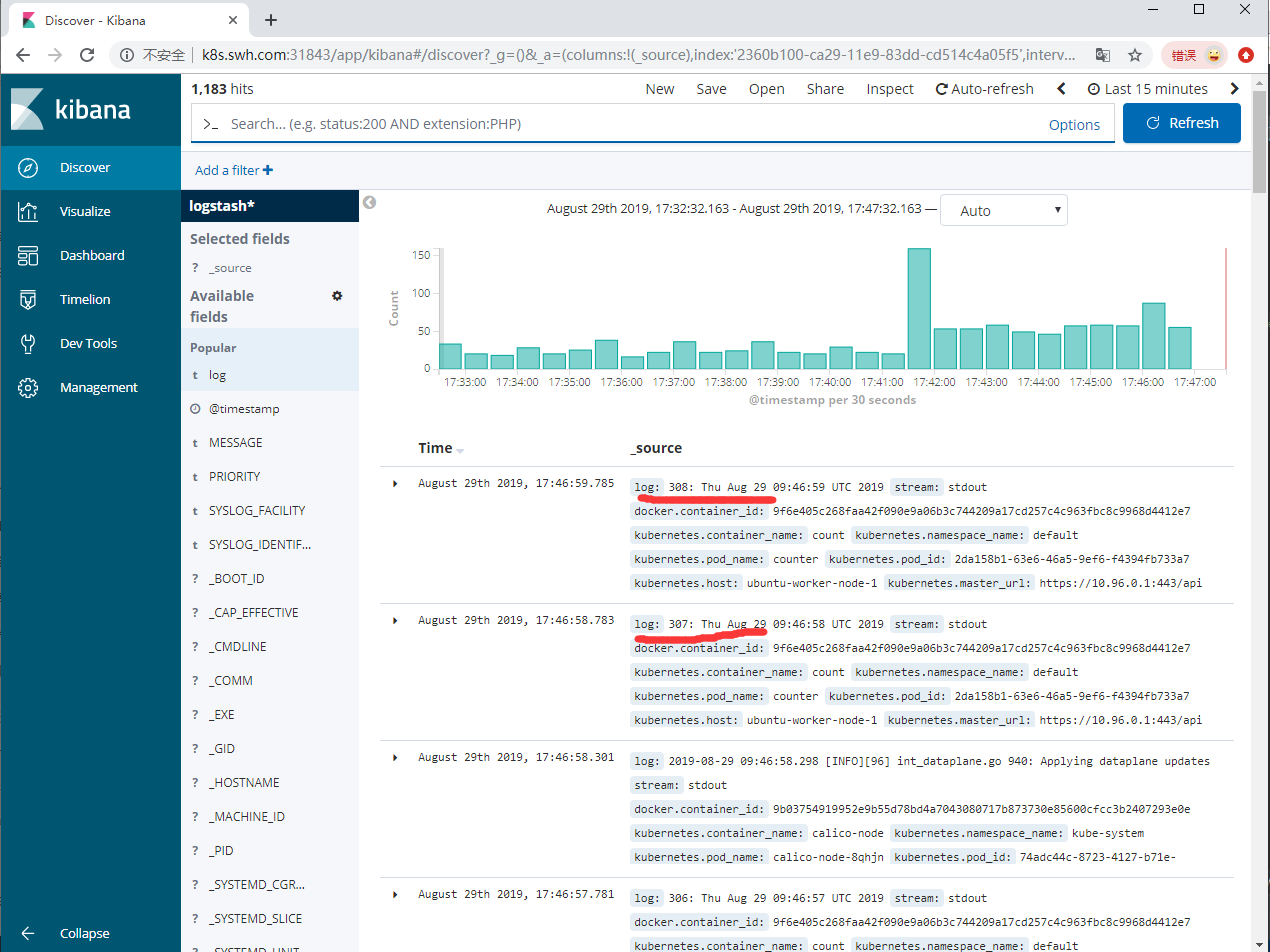 Discover - Kibana
不安全 k8s.swh.com:31843/app/kibana#/discover?_g=()&_a=(columns:!(_source),index:'2360b100-ca29-11e9-83dd-cd514c4a05f5',interv... 错误
kibana
Discover
Visualize
Dashboard
Timelion
Dev Tools
Management
Collapse
1,183 hits
New Save Open Share Inspect Auto-refresh Last 15 minutes
>_ Search... (e.g. status:200 AND extension:PHP) Options Refresh
Add a filter +
logstash*
Selected fields
? _source
Available
fields
Popular
t log
@timestamp
t MESSAGE
t PRIORITY
t SYSLOG_FACILITY
t SYSLOG_IDENTIF...
? _BOOT_ID
? _CAP_EFFECTIVE
? _CMDLINE
? _COMM
? _EXE
? _GID
? _HOSTNAME
? _MACHINE_ID
? _PID
? _SYSTEMD_CGR...
? _SYSTEMD_SLICE
? _SYSTEMD_UNIT
August 29th 2019, 17:32:32.163 - August 29th 2019, 17:47:32.163 — Auto
Count
150
100
50
0
17:33:00 17:34:00 17:35:00 17:36:00 17:37:00 17:38:00 17:39:00 17:40:00 17:41:00 17:42:00 17:43:00 17:44:00 17:45:00 17:46:00 17:47:00
@timestamp per 30 seconds
Time _source
August 29th 2019, 17:46:59.785 log: 308: Thu Aug 29 09:46:59 UTC 2019 stream: stdout
docker.container_id: 9f6e405c268faa42f090e9a06b3c744209a17cd257c4c963fbc8c9968d4412e7
kubernetes.container_name: count kubernetes.namespace_name: default
kubernetes.pod_name: counter kubernetes.pod_id: 2da158b1-63e6-46a5-9ef6-f4394fb733a7
kubernetes.host: ubuntu-worker-node-1 kubernetes.master_url: https://10.96.0.1:443/api
August 29th 2019, 17:46:58.783 log: 307: Thu Aug 29 09:46:58 UTC 2019 stream: stdout
docker.container_id: 9f6e405c268faa42f090e9a06b3c744209a17cd257c4c963fbc8c9968d4412e7
kubernetes.container_name: count kubernetes.namespace_name: default
kubernetes.pod_name: counter kubernetes.pod_id: 2da158b1-63e6-46a5-9ef6-f4394fb733a7
kubernetes.host: ubuntu-worker-node-1 kubernetes.master_url: https://10.96.0.1:443/api
August 29th 2019, 17:46:58.301 log: 2019-08-29 09:46:58.298 [INFO][96] int_dataplane.go 940: Applying dataplane updates
stream: stdout
docker.container_id: 9b03754919952e9b55d78bd4a7043080717b873730e85600cfcc3b2407293e0e
kubernetes.container_name: calico-node kubernetes.namespace_name: kube-system
kubernetes.pod_name: calico-node-8qhjn kubernetes.pod_id: 74adc44c-8723-4127-b71e-
August 29th 2019, 17:46:57.781 log: 306: Thu Aug 29 09:46:57 UTC 2019 stream: stdout
docker.container_id: 9f6e405c268faa42f090e9a06b3c744209a17cd257c4c963fbc8c9968d4412e7
kubernetes.container_name: count kubernetes.namespace_name: default